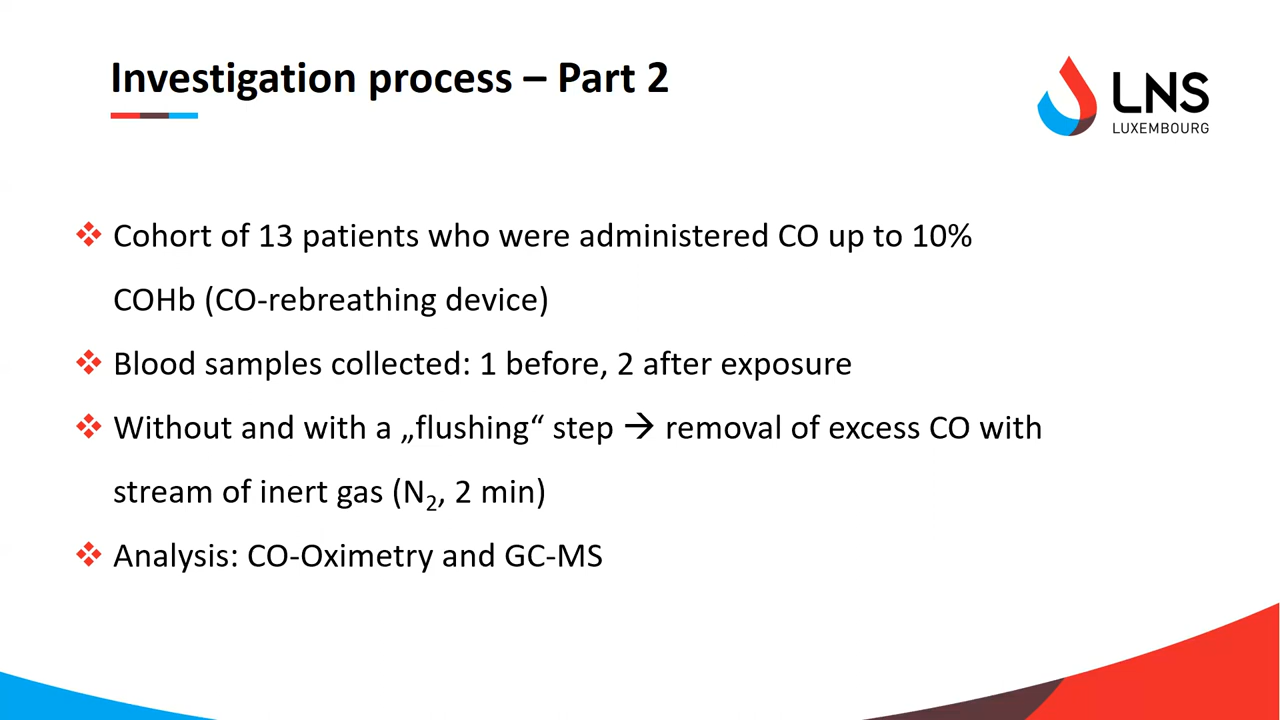 Investigation process – Part 2
LNS
LUXEMBOURG
Cohort of 13 patients who were administered CO up to 10%
COHb (CO-rebreathing device)
Blood samples collected: 1 before, 2 after exposure
Without and with a „flushing“ step → removal of excess CO with
stream of inert gas (N₂, 2 min)
Analysis: CO-Oximetry and GC-MS